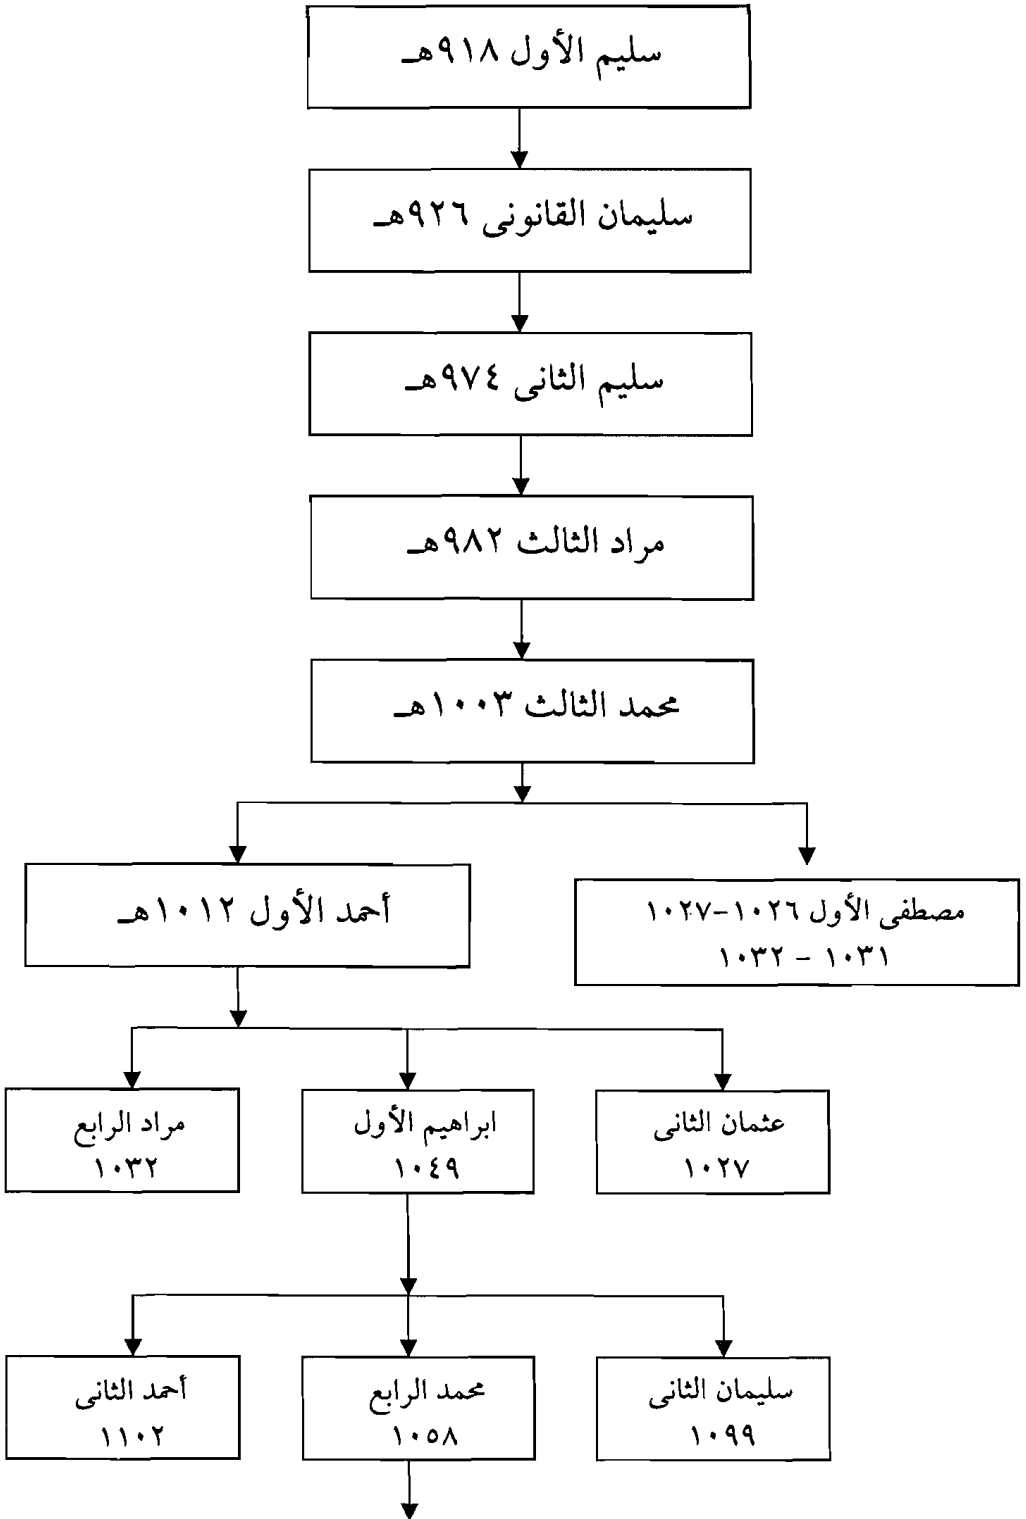 سليم الأول ٩١٨هـ
سليمان القانونى ٩٢٦هـ
سليم الثانى ٩٧٤هـ
مراد الثالث ٩٨٢هـ
محمد الثالث ١٠٠٣هـ
مصطفى الأول ١٠٢٦-١٠٢٧
١٠٣١ - ١٠٣٢
أحمد الأول ١٠١٢هـ
عثمان الثانى
١٠٢٧
ابراهيم الأول
١٠٤٩
مراد الرابع
١٠٣٢
سليمان الثانى
١٠٩٩
محمد الرابع
١٠٥٨
أحمد الثانى
١١٠٢